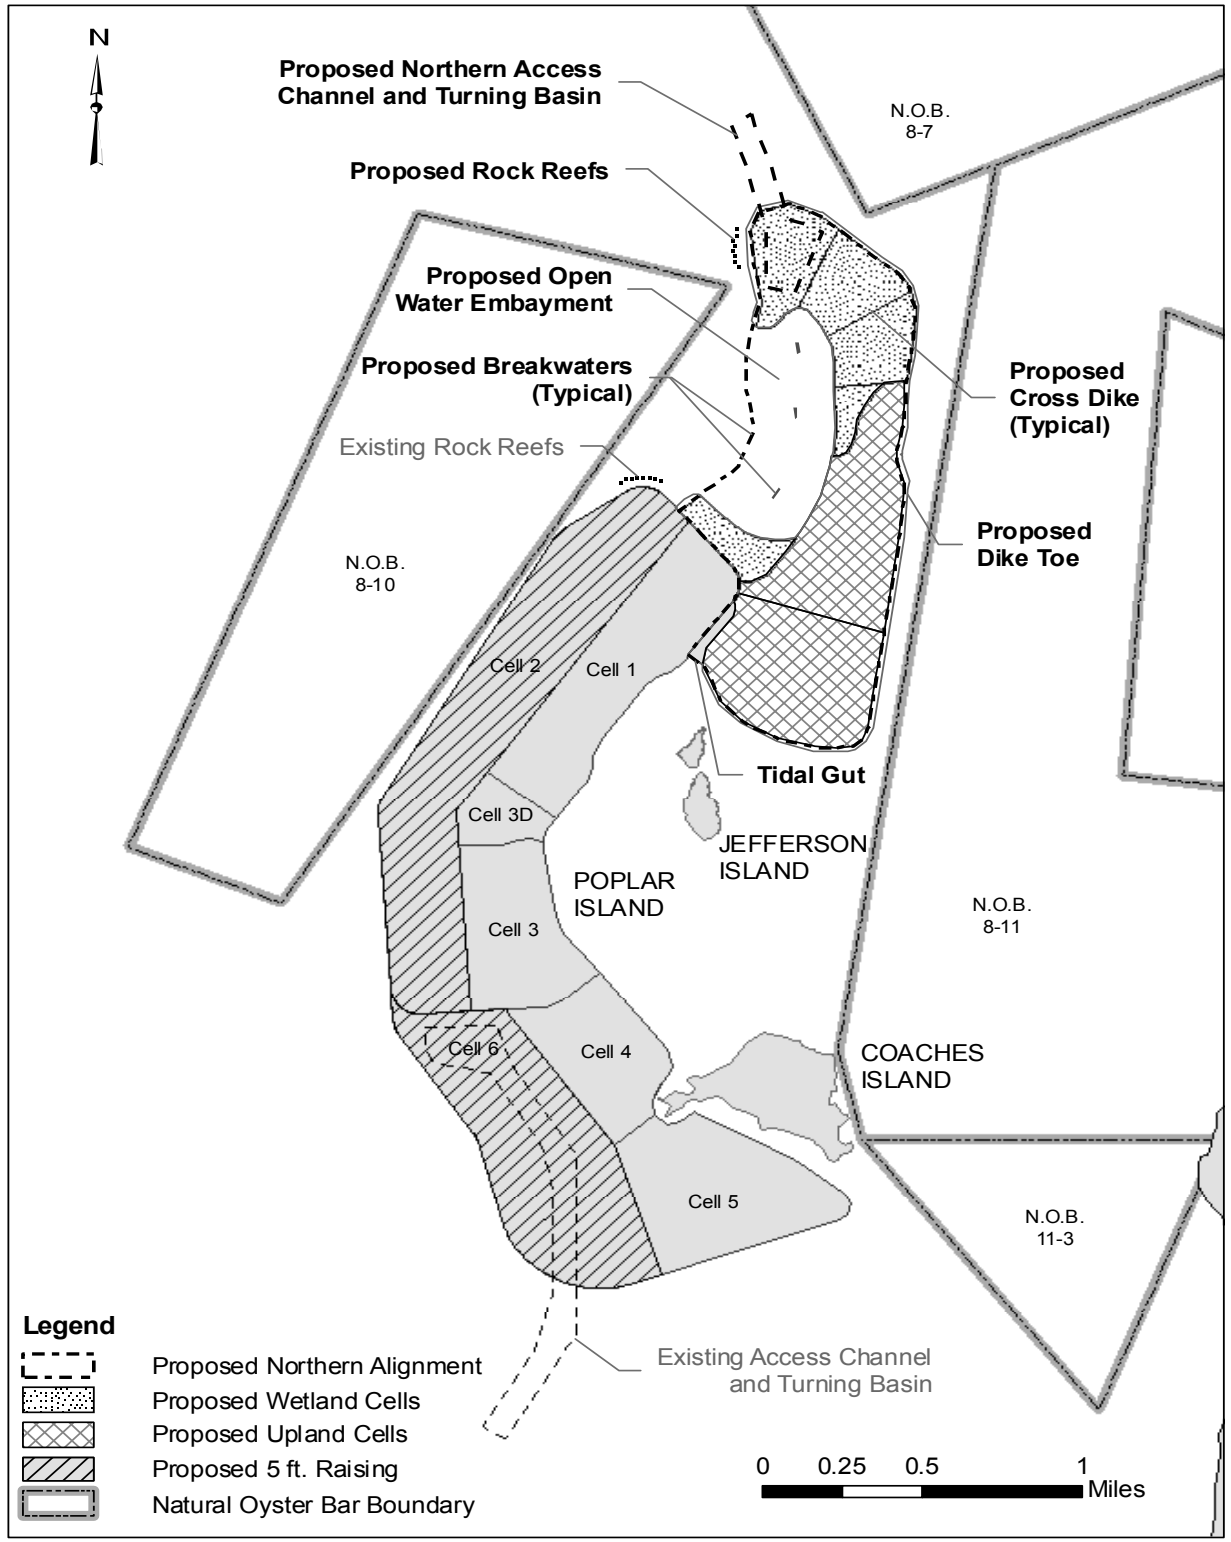 N
Proposed Northern Access
Channel and Turning Basin
N.O.B.
8-7
Proposed Rock Reefs
Proposed Open
Water Embayment
Proposed Breakwaters
(Typical)
Proposed
Cross Dike
(Typical)
Existing Rock Reefs
Proposed
Dike Toe
N.O.B.
8-10
Cell 2
Cell 1
Tidal Gut
Cell 3D
JEFFERSON
ISLAND
POPLAR
ISLAND
N.O.B.
8-11
Cell 3
Cell 6
Cell 4
COACHES
ISLAND
Cell 5
N.O.B.
11-3
Legend
Proposed Northern Alignment
Proposed Wetland Cells
Proposed Upland Cells
Proposed 5 ft. Raising
Natural Oyster Bar Boundary
Existing Access Channel
and Turning Basin
0 0.25 0.5 1
Miles